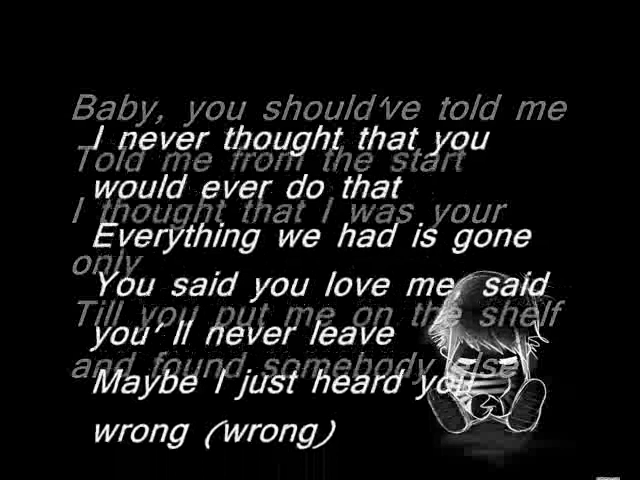 Baby, you should've told me
I never thought that you
Told me from the start
would ever do that
I thought that I was your
Everything we had is gone
only
You said you love me, said
Till you put me on the shelf
you'll never leave
and found somebody else
Maybe I just heard you
wrong (wrong)